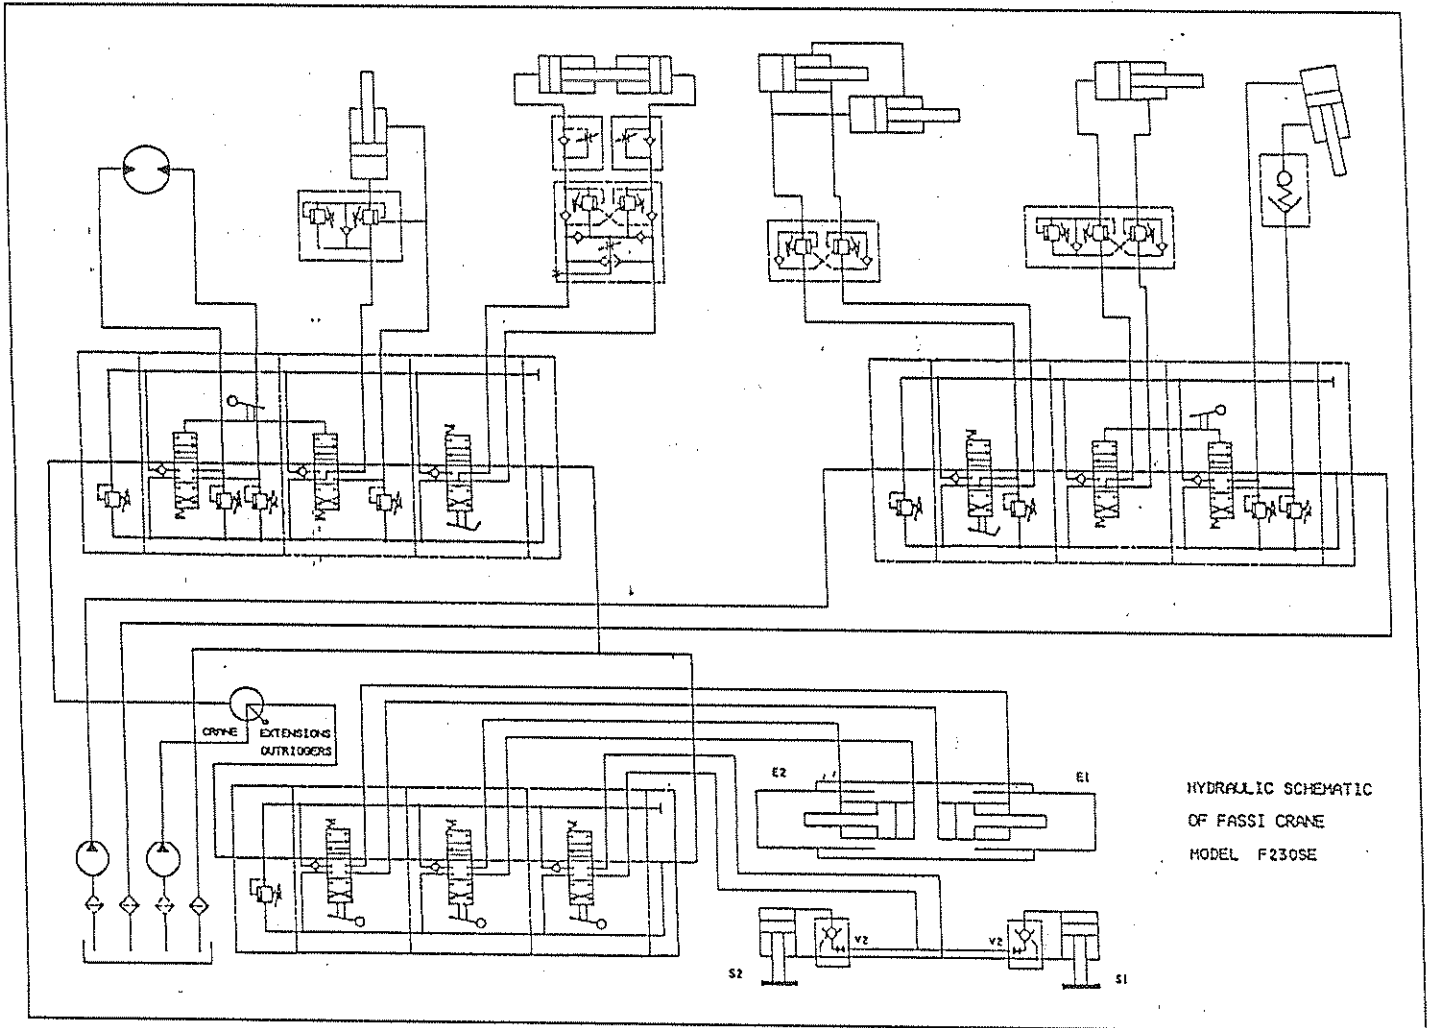 CRANE
EXTENSIONS
OUTRIGGERS
E2
E1
HYDRAULIC SCHEMATIC
OF FASSI CRANE
MODEL F230SE
V2
V2
S2
S1